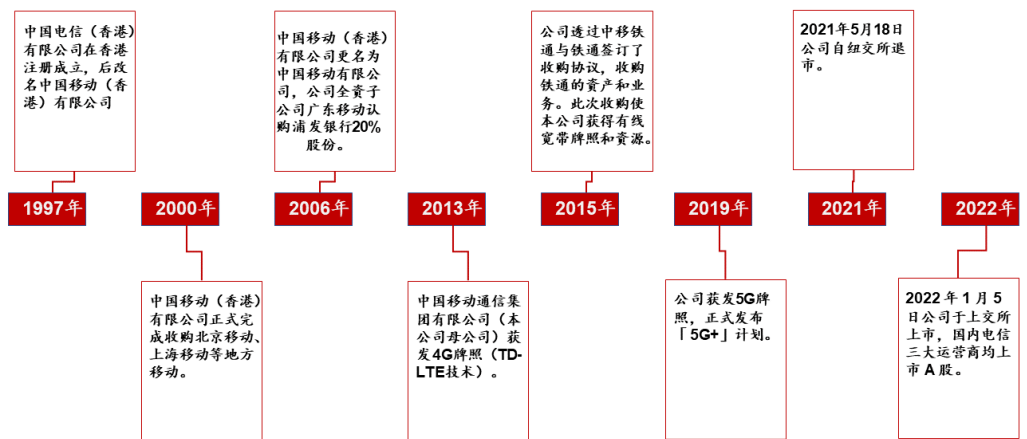 中国电信（香港）
有限公司在香港
注册成立，后改
名中国移动（香
港）有限公司
中国移动（香港）
有限公司更名为
中国移动有限公
司，公司全资子
公司广东移动认
购浦发银行20%
股份。
公司透过中移铁
通与铁通签订了
收购协议，收购
铁通的资产和业
务。此次收购使
本公司获得有线
宽带牌照和资源。
2021年5月18日
公司自纽交所退
市。
1997年
2000年
2006年
2013年
2015年
2019年
2021年
2022年
中国移动（香港）
有限公司正式完
成收购北京移动、
上海移动等地方
移动。
中国移动通信集
团有限公司（本
公司母公司）获
发4G牌照（TD-
LTE技术）。
公司获发5G牌
照，正式发布
「5G+」计划。
2022 年 1 月 5
日公司于上交所
上市，国内电信
三大运营商均上
市 A 股。